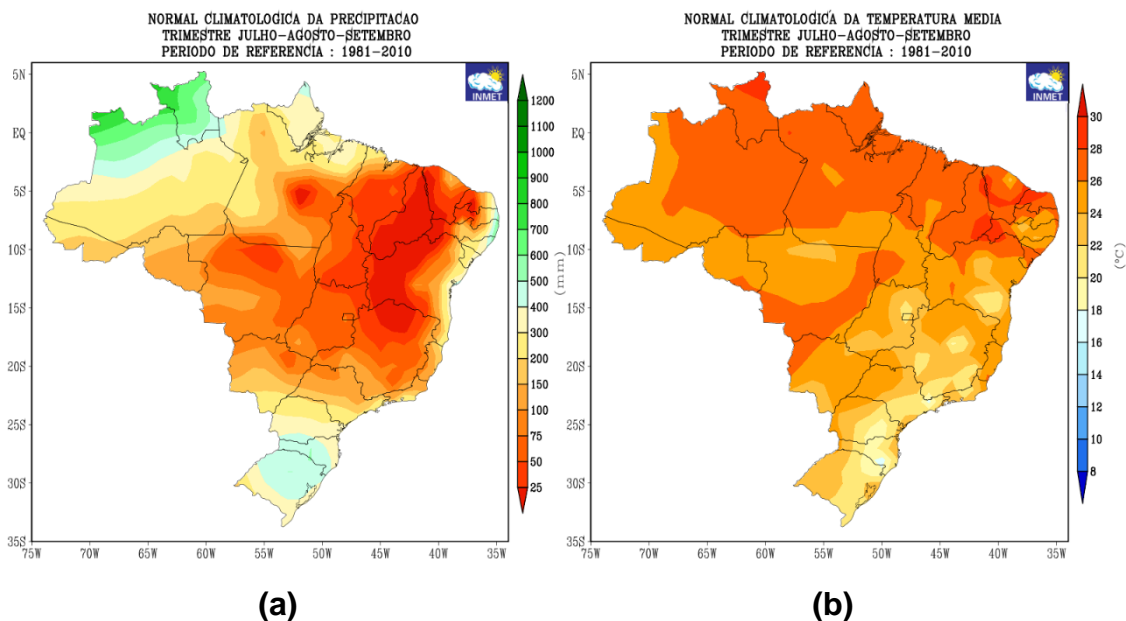 NORMAL CLIMATOLOGICA DA PRECIPITACAO
TRIMESTRE JULHO-AGOSTO-SETEMBRO
PERIODO DE REFERENCIA : 1981-2010
5N
EQ
5S
10S
15S
20S
25S
30S
35S
75W 70W 65W 60W 55W 50W 45W 40W 35W
INMET
1200
1100
1000
900
800
700
600
500
400
300
200
150
100
75
50
25
(mm)
(a)
NORMAL CLIMATOLOGICA DA TEMPERATURA MEDIA
TRIMESTRE JULHO-AGOSTO-SETEMBRO
PERIODO DE REFERENCIA : 1981-2010
5N
EQ
5S
10S
15S
20S
25S
30S
35S
75W 70W 65W 60W 55W 50W 45W 40W 35W
INMET
30
28
26
24
22
20
18
16
14
12
10
8
(°C)
(b)